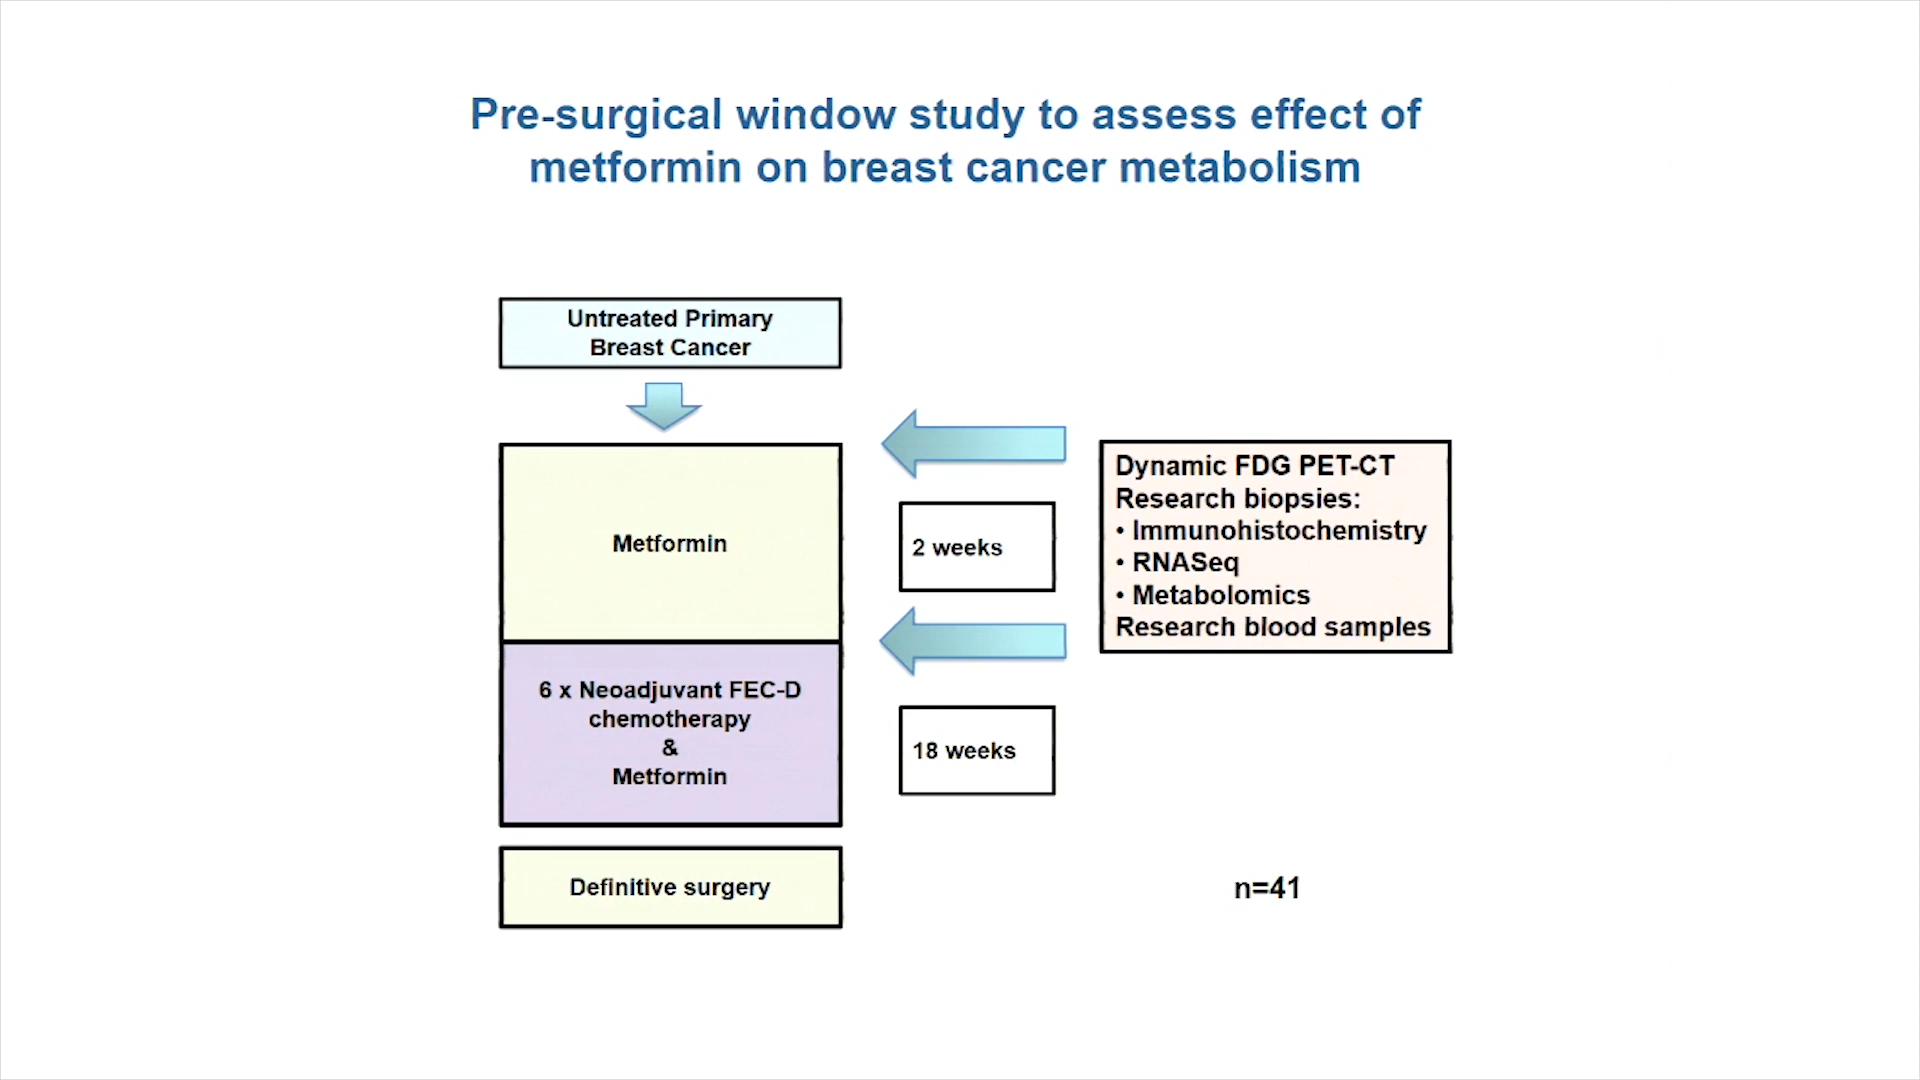 Pre-surgical window study to assess effect of
metformin on breast cancer metabolism
Untreated Primary
Breast Cancer
Metformin
2 weeks
Dynamic FDG PET-CT
Research biopsies:
• Immunohistochemistry
• RNASeq
• Metabolomics
Research blood samples
6 x Neoadjuvant FEC-D
chemotherapy
&
Metformin
18 weeks
Definitive surgery
n=41